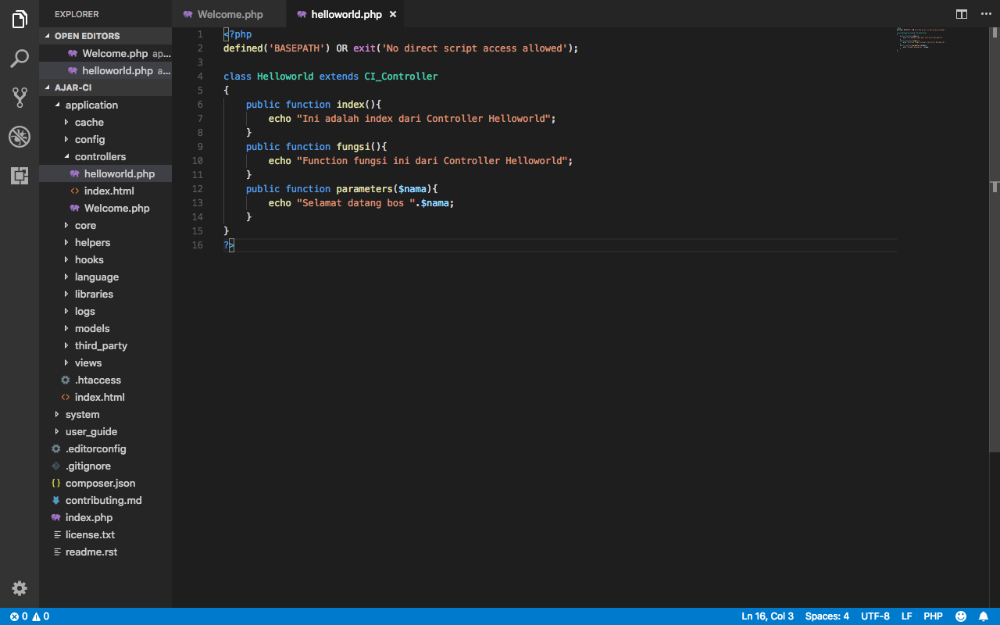 EXPLORER
OPEN EDITORS
Welcome.php ap...
helloworld.php a...
AJAR-CI
application
cache
config
controllers
helloworld.php
index.html
Welcome.php
core
helpers
hooks
language
libraries
logs
models
third_party
views
.htaccess
index.html
system
user_guide
.editorconfig
.gitignore
composer.json
contributing.md
index.php
license.txt
readme.rst
Welcome.php
helloworld.php
1 <?php
2 defined('BASEPATH') OR exit('No direct script access allowed');
3
4 class Helloworld extends CI_Controller
5 {
6 public function index(){
7 echo "Ini adalah index dari Controller Helloworld";
8 }
9 public function fungsi(){
10 echo "Function fungsi ini dari Controller Helloworld";
11 }
12 public function parameters($nama){
13 echo "Selamat datang bos ".$nama;
14 }
15 }
16 ?>
0 0 Ln 16, Col 3 Spaces: 4 UTF-8 LF PHP